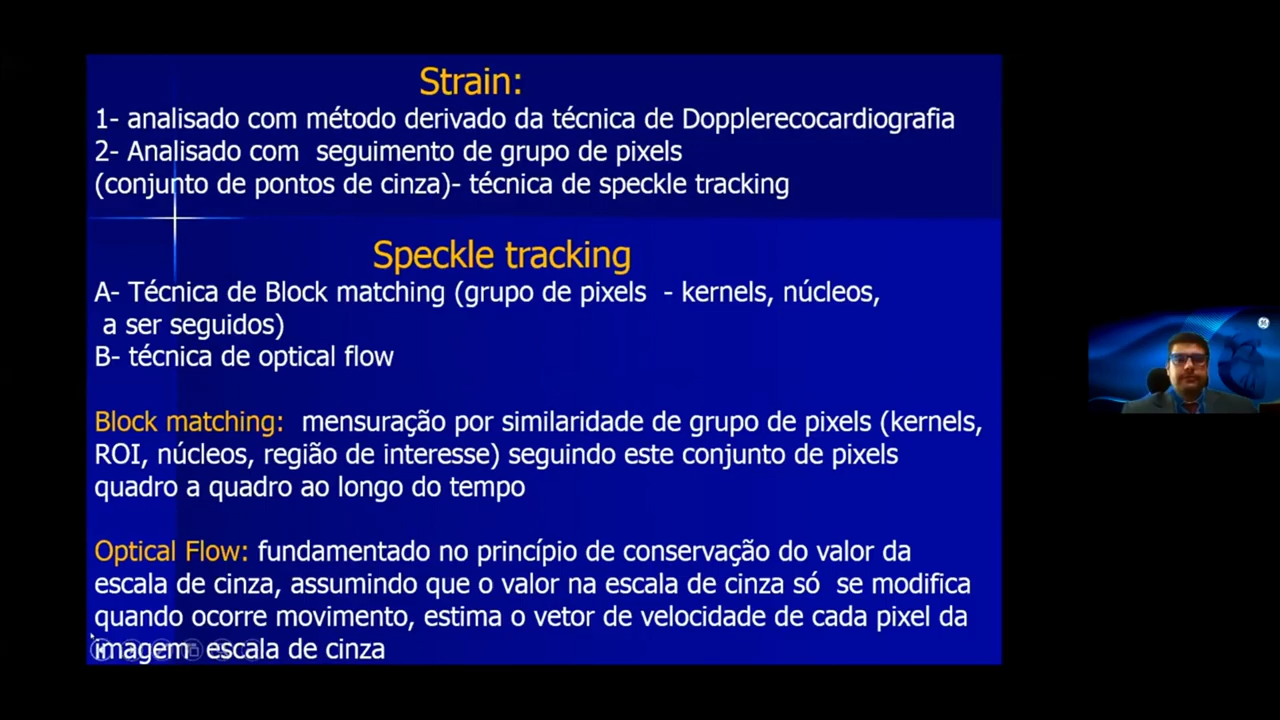 Strain:
1- analisado com método derivado da técnica de Dopplerecocardiografia
2- Analisado com  seguimento de grupo de pixels
(conjunto de pontos de cinza)- técnica de speckle tracking
Speckle tracking
A- Técnica de Block matching (grupo de pixels  - kernels, núcleos,
a ser seguidos)
B- técnica de optical flow
Block matching:  mensuração por similaridade de grupo de pixels (kernels,
ROI, núcleos, região de interesse) seguindo este conjunto de pixels
quadro a quadro ao longo do tempo
Optical Flow: fundamentado no princípio de conservação do valor da
escala de cinza, assumindo que o valor na escala de cinza só  se modifica
quando ocorre movimento, estima o vetor de velocidade de cada pixel da
imagem  escala de cinza